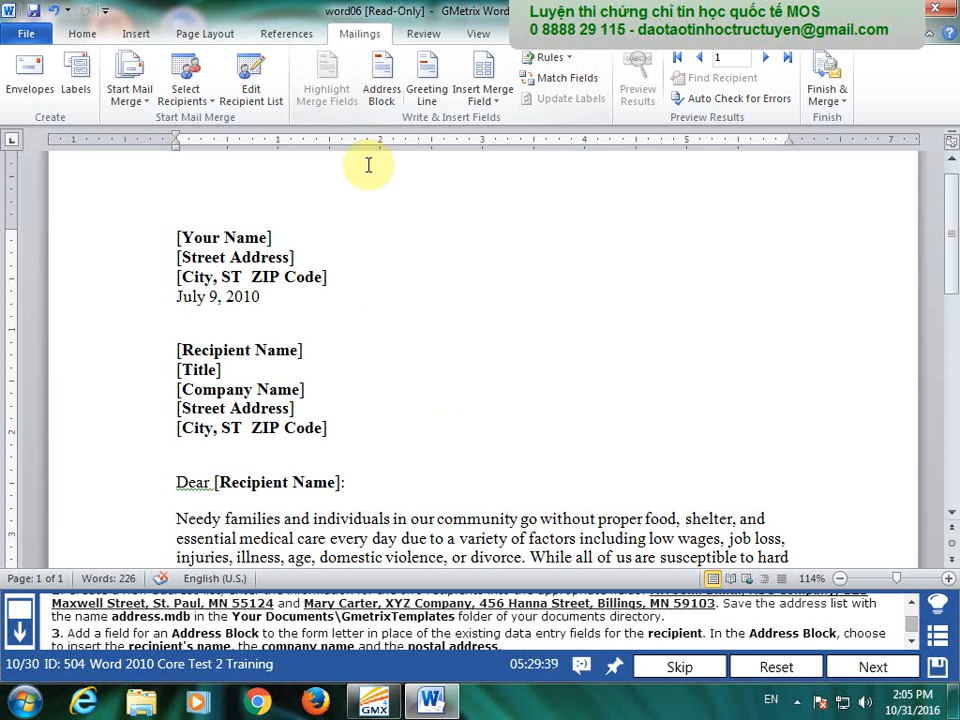 word06 [Read-Only] - GMetrix Word
Luyện thi chứng chỉ tin học quốc tế MOS
0 8888 29 115 - daotaotinhoctructuyen@gmail.com
File Home Insert Page Layout References Mailings Review View
Envelopes Labels Start Mail Merge Select Recipients Edit Recipient List Highlight Merge Fields Address Block Greeting Line Insert Merge Field Rules Match Fields Update Labels Preview Results 1 Find Recipient Auto Check for Errors Finish & Merge
Create Start Mail Merge Write & Insert Fields Preview Results Finish
1 1 2 3 4 5 7
[Your Name]
[Street Address]
[City, ST ZIP Code]
July 9, 2010
[Recipient Name]
[Title]
[Company Name]
[Street Address]
[City, ST ZIP Code]
Dear [Recipient Name]:
Needy families and individuals in our community go without proper food, shelter, and
essential medical care every day due to a variety of factors including low wages, job loss,
injuries, illness, age, domestic violence, or divorce. While all of us are susceptible to hard
Page: 1 of 1 Words: 226 English (U.S.) 114%
Maxwell Street, St. Paul, MN 55124 and Mary Carter, XYZ Company, 456 Hanna Street, Billings, MN 59103. Save the address list with
the name address.mdb in the Your Documents\GmetrixTemplates folder of your documents directory.
3. Add a field for an Address Block to the form letter in place of the existing data entry fields for the recipient. In the Address Block, choose
to insert the recipient's name, the company name and the postal address.
10/30 ID: 504 Word 2010 Core Test 2 Training 05:29:39 Skip Reset Next
GMX W EN 2:05 PM
10/31/2016